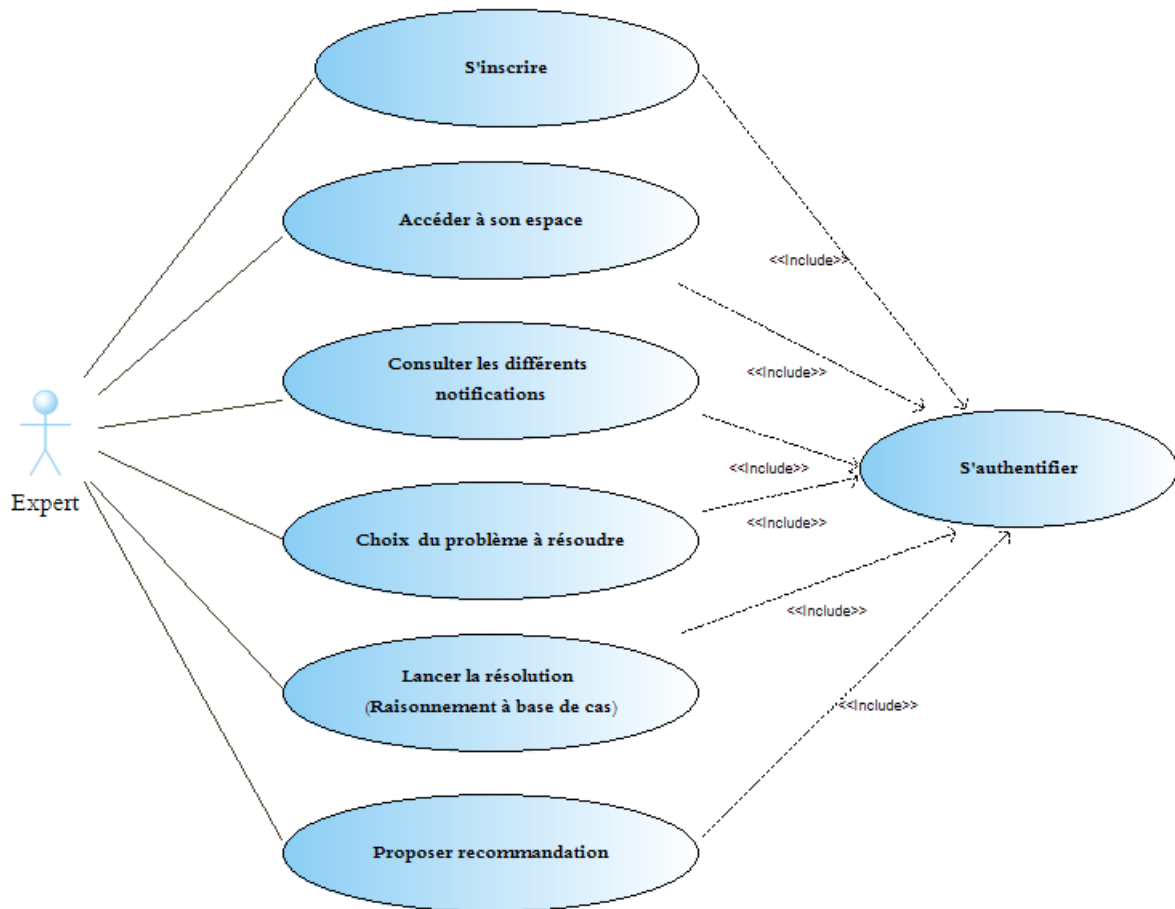 S'inscrire
Accéder à son espace
<<Include>>
Consulter les différents
notifications
<<Include>>
Expert
<<Include>>
S'authentifier
Choix du problème à résoudre
<<Include>>
Lancer la résolution
(Raisonnement à base de cas)
<<Include>>
<<Include>>
Proposer recommandation